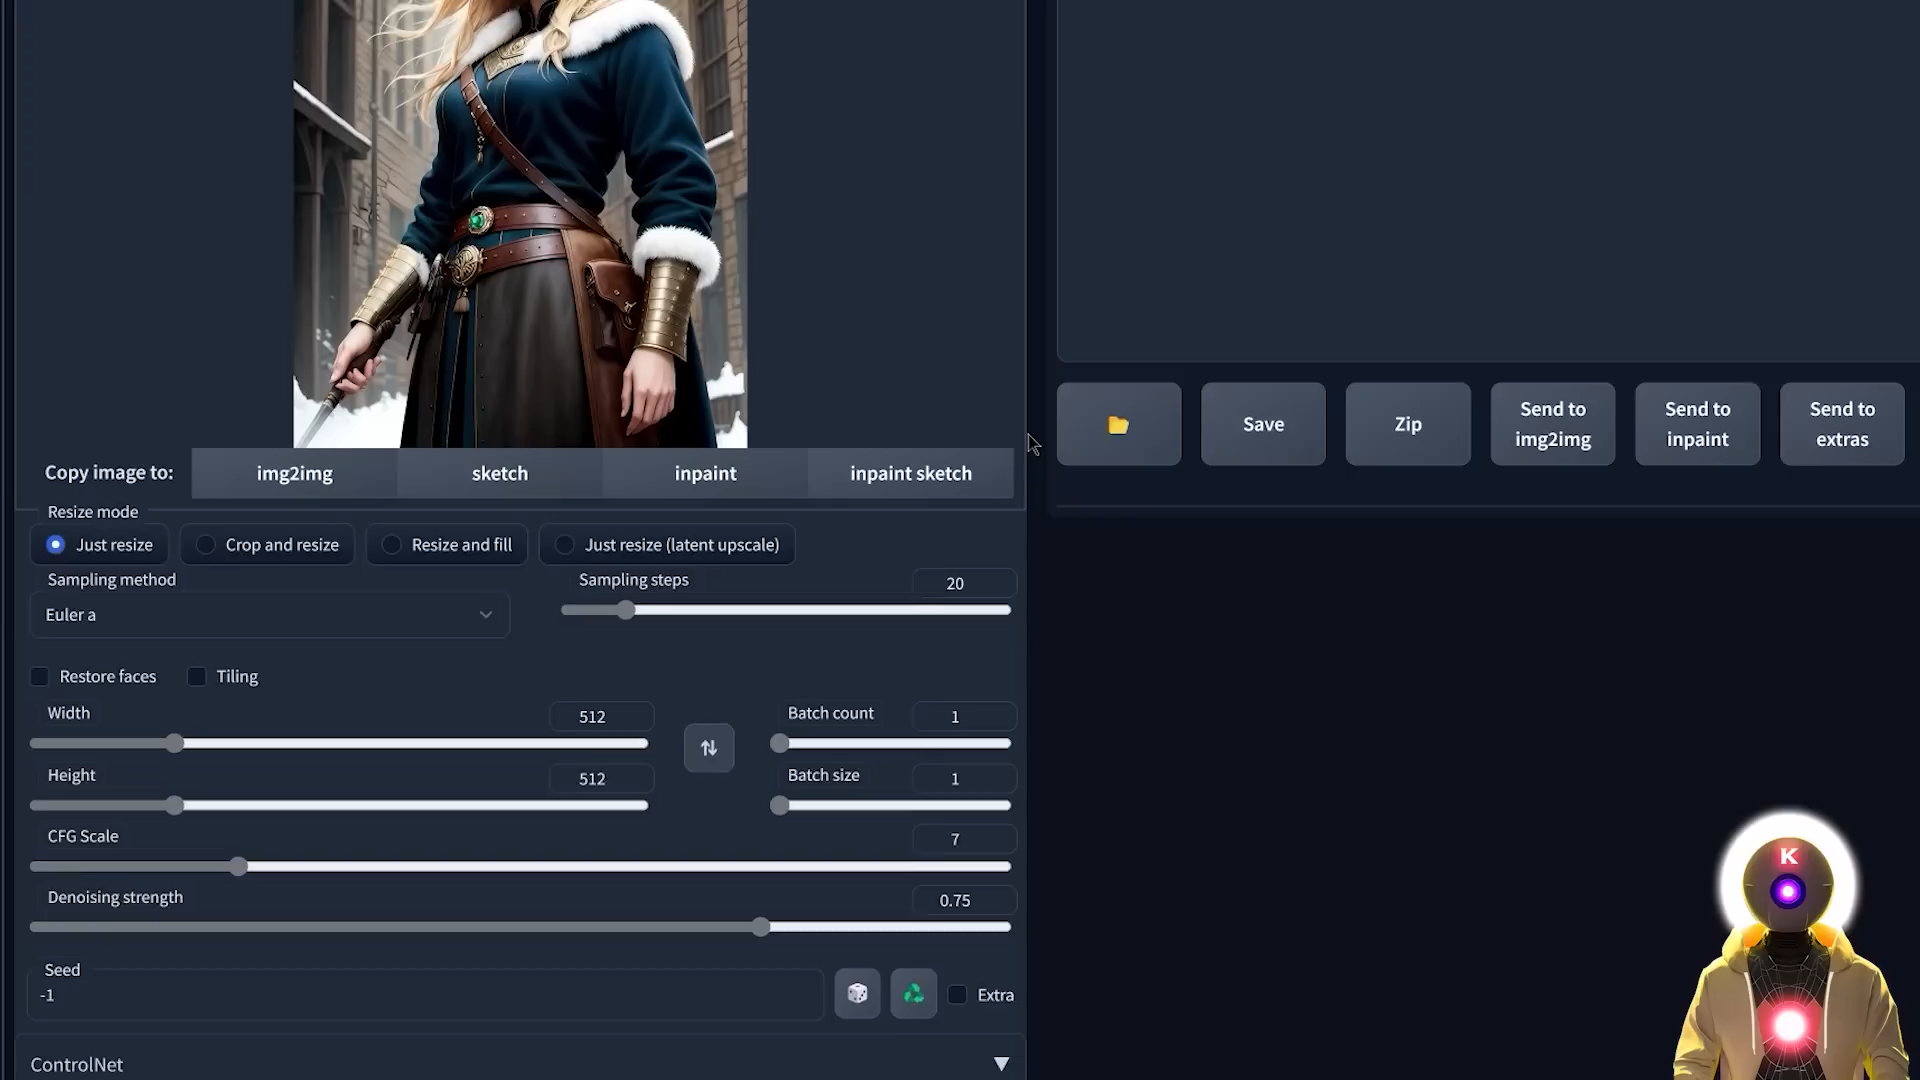 Copy image to:
img2img
sketch
inpaint
inpaint sketch
Save
Zip
Send to
img2img
Send to
inpaint
Send to
extras
Resize mode
Just resize
Crop and resize
Resize and fill
Just resize (latent upscale)
Sampling method
Euler a
Sampling steps
20
Restore faces
Tiling
Width
512
Height
512
Batch count
1
Batch size
1
CFG Scale
7
Denoising strength
0.75
Seed
-1
Extra
ControlNet
K